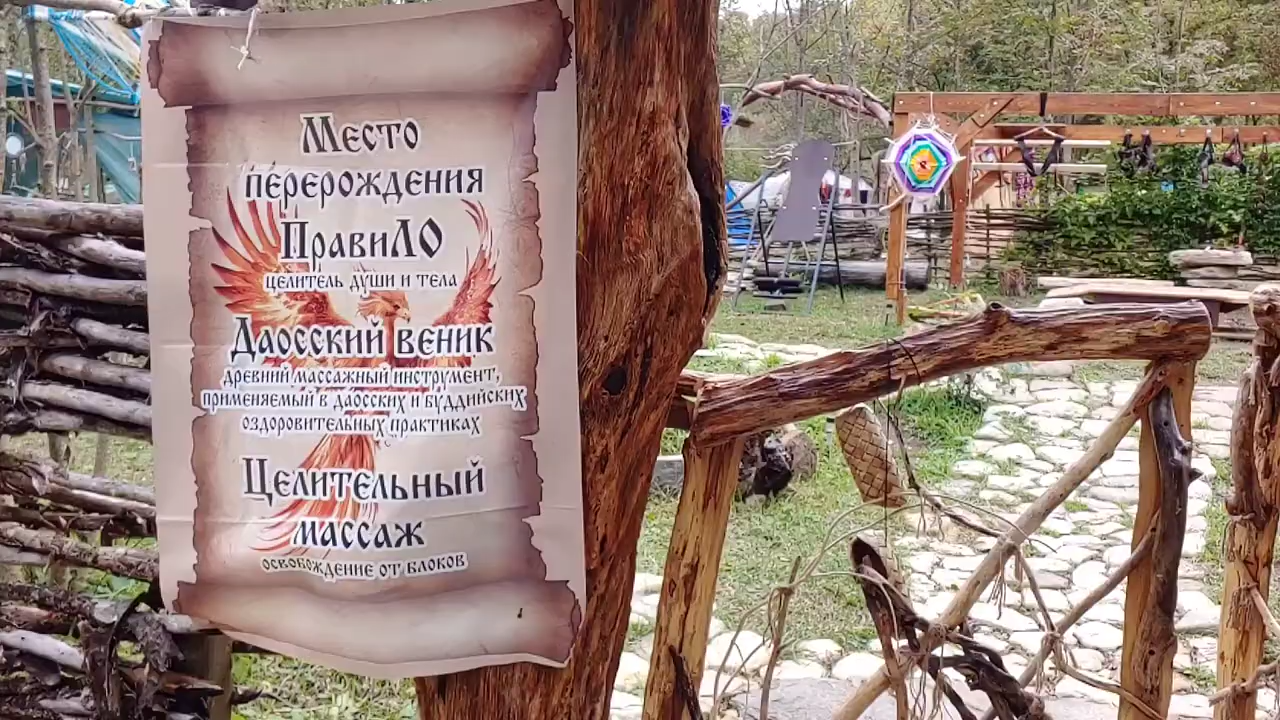 Место
перерождения
ПравиЛО
целитель души и тела
Даосский веник
древний массажный инструмент,
применяемый в даосских и буддийских
оздоровительных практиках
Целительный
массаж
освобождение от блоков